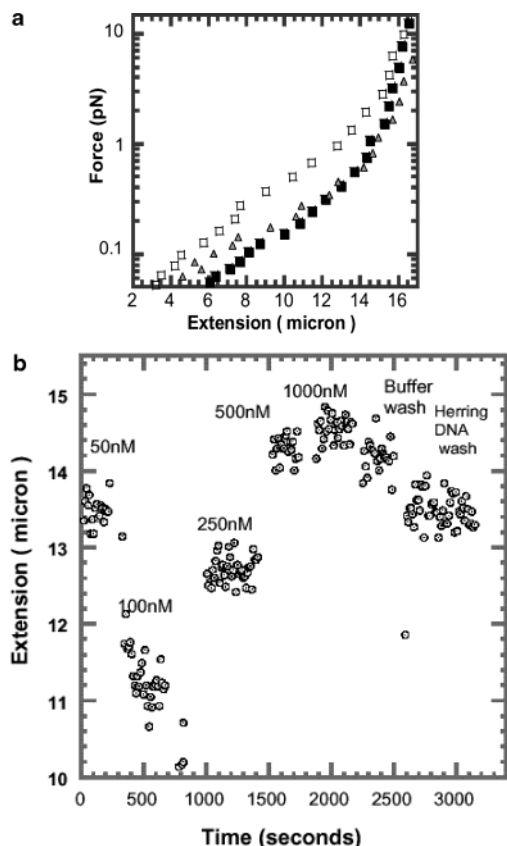 a
10
1
0.1
Force (pN)
2 4 6 8 10 12 14 16
Extension ( micron )
b
15
14
13
12
11
10
Extension ( micron )
50nM
100nM
250nM
500nM
1000nM
Buffer
wash
Herring
DNA
wash
0 500 1000 1500 2000 2500 3000
Time (seconds)